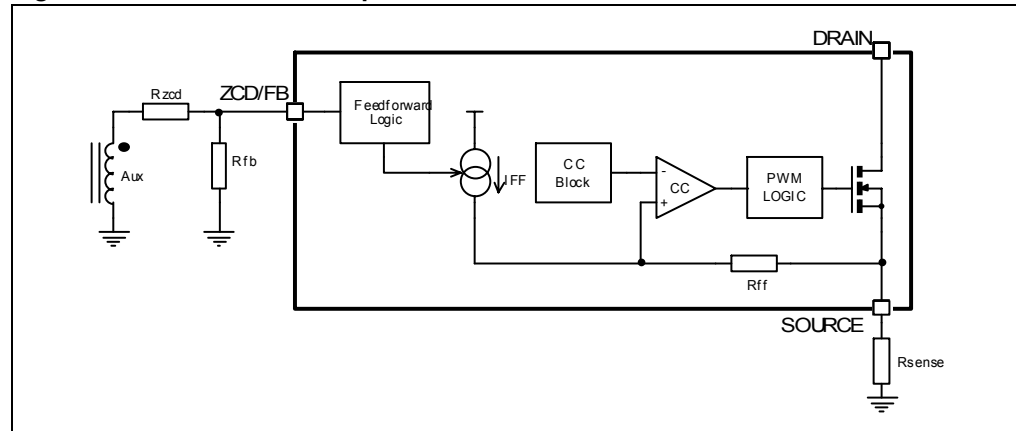 DRAIN
ZCD/FB
Rzcd
Feedforward
Logic
Rfb
Aux
IFF
CC
Block
-
+
CC
PWM
LOGIC
Rff
SOURCE
Rsense